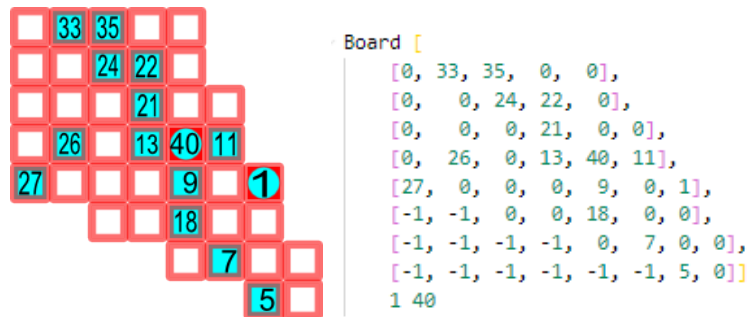 33 35
24 22
21
26 13 40 11
27 9 1
18
7
5
Board [
[0, 33, 35, 0, 0],
[0, 0, 24, 22, 0],
[0, 0, 0, 21, 0, 0],
[0, 26, 0, 13, 40, 11],
[27, 0, 0, 0, 9, 0, 1],
[-1, -1, 0, 0, 18, 0, 0],
[-1, -1, -1, -1, 0, 7, 0, 0],
[-1, -1, -1, -1, -1, -1, 5, 0]]
1 40